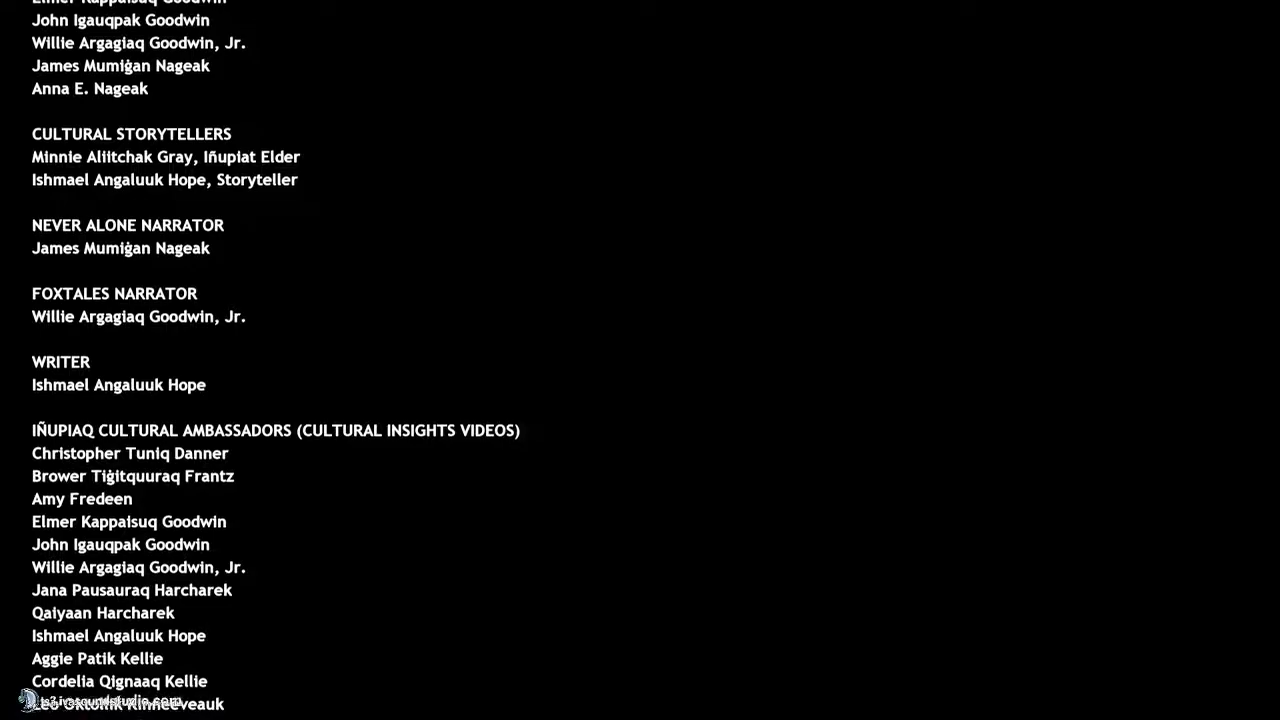 Elmer Kappaisuq Goodwin
John Igauqpak Goodwin
Willie Argagiaq Goodwin, Jr.
James Mumiġan Nageak
Anna E. Nageak
CULTURAL STORYTELLERS
Minnie Aliitchak Gray, Iñupiat Elder
Ishmael Angaluuk Hope, Storyteller
NEVER ALONE NARRATOR
James Mumiġan Nageak
FOXTALES NARRATOR
Willie Argagiaq Goodwin, Jr.
WRITER
Ishmael Angaluuk Hope
IÑUPIAQ CULTURAL AMBASSADORS (CULTURAL INSIGHTS VIDEOS)
Christopher Tuniq Danner
Brower Tiġitquuraq Frantz
Amy Fredeen
Elmer Kappaisuq Goodwin
John Igauqpak Goodwin
Willie Argagiaq Goodwin, Jr.
Jana Pausauraq Harcharek
Qaiyaan Harcharek
Ishmael Angaluuk Hope
Aggie Patik Kellie
Cordelia Qignaaq Kellie
Kinneeveauk